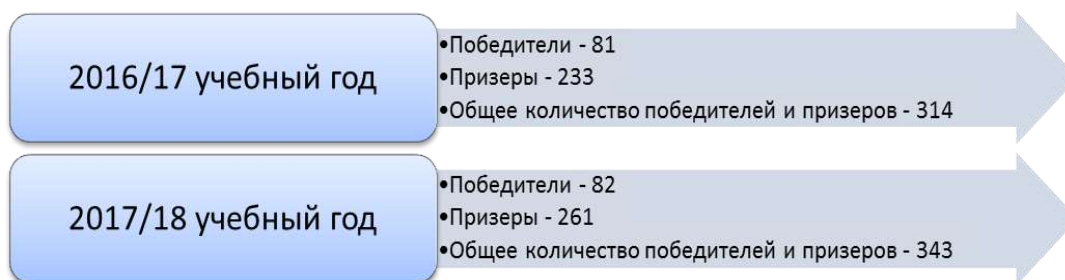 2016/17 учебный год
•Победители - 81
•Призеры - 233
•Общее количество победителей и призеров - 314
2017/18 учебный год
•Победители - 82
•Призеры - 261
•Общее количество победителей и призеров - 343